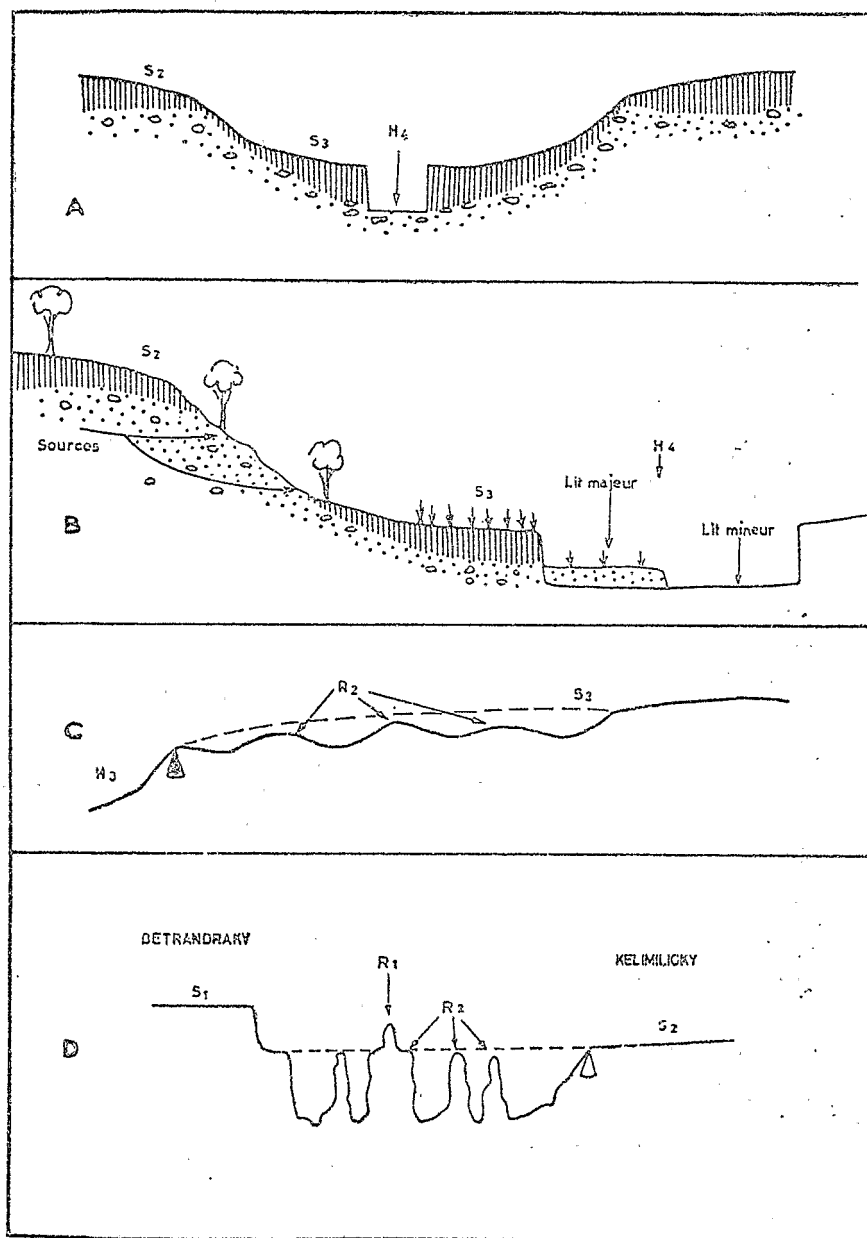 S2
S3
H4
A
S2
Sources
S3
H4
Lit majeur
Lit mineur
B
R2
S3
C
H3
BETRANDRAKY
KELIMILICKY
R1
S1
R2
S2
D